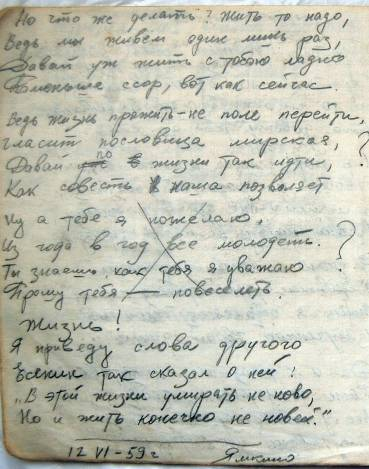 Но что же делать? Жить то надо,
Ведь мы живём один лишь раз,
Давай уж жить с тобою ладно
Поменьше ссор, вот как сейчас.
Ведь жизнь прожить – не поле перейти,
гласит пословица мирская,
Давай по жизни так идти, ?
Как совесть наша позволяет
Ну а тебе я пожелаю,
Из года в год все молодеть. ?
Ты знаешь, как тебя я уважаю
Прошу тебя – повеселеть.
Жизнь!
Я приведу слова другого
Есенин так сказал о ней:
„В этой жизни умирать не ново,
Но и жить конечно не новей."
12 VI – 59 г Ямкино